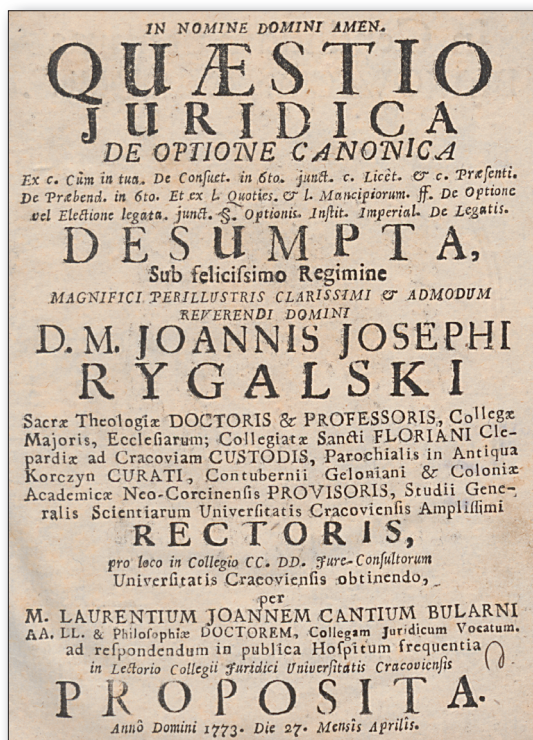 IN NOMINE DOMINI AMEN.
QUÆSTIO
JURIDICA
DE OPTIONE CANONICA
Ex c. Cùm in tua. De Consuet. in 6to. junct. c. Licèt. & c. Præsenti.
De Præbend. in 6to. Et ex l. Quoties. & l. Mancipiorum. ff. De Optione
vel Electione legata. junct. §. Optionis. Instit. Imperial. De Legatis.
DESUMPTA,
Sub felicissimo Regimine
MAGNIFICI PERILLUSTRIS CLARISSIMI & ADMODUM
REVERENDI DOMINI
D. M. JOANNIS JOSEPHI
RYGALSKI
Sacræ Theologiæ DOCTORIS & PROFESSORIS, Collegæ
Majoris, Ecclesiarum; Collegiatæ Sancti FLORIANI Cle-
pardiæ ad Cracoviam CUSTODIS, Parochialis in Antiqua
Korczyn CURATI, Contubernii Geloniani & Coloniæ
Academicæ Neo-Corcinensis PROVISORIS, Studii Gene-
ralis Scientiarum Universitatis Cracoviensis Amplissimi
RECTORIS,
pro loco in Collegio CC. DD. Jure-Consultorum
Universitatis Cracoviensis obtinendo,
per
M. LAURENTIUM JOANNEM CANTIUM BULARNI
AA. LL. & Philosophiæ DOCTOREM, Collegam Juridicum Vocatum.
ad respondendum in publica Hospitum frequentia
in Lectorio Collegii Juridici Universitatis Cracoviensis
PROPOSITA.
Annô Domini 1773. Die 27. Mensis Aprilis.